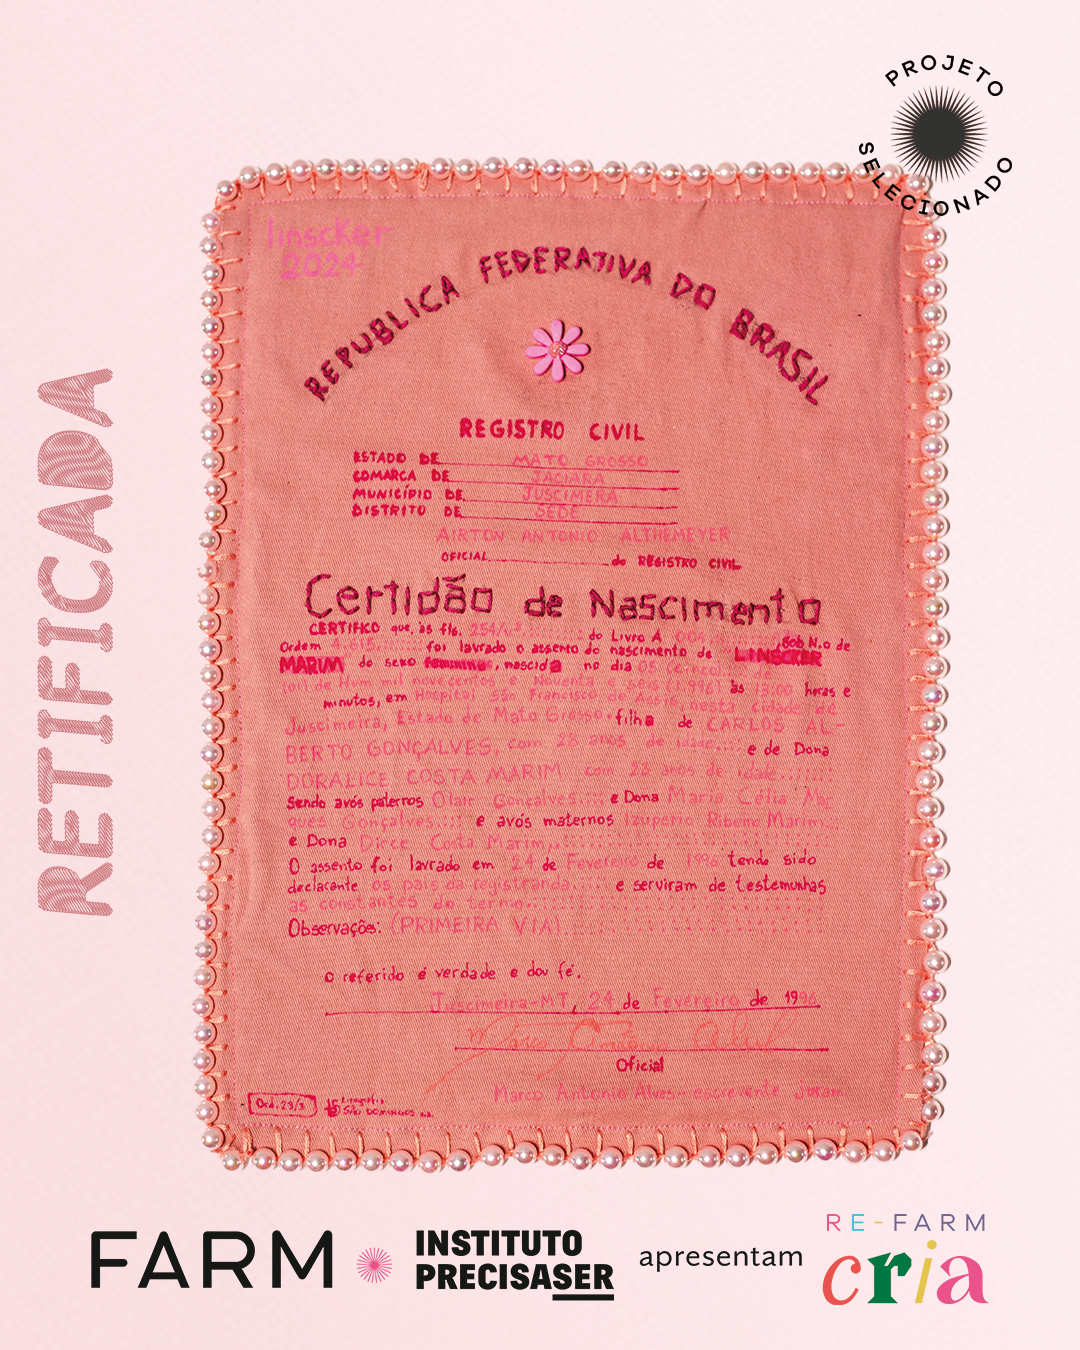 PROJETO
SELECIONADO
RETIFICADA
linscker
2024
REPUBLICA FEDERATIVA DO BRASIL
REGISTRO CIVIL
ESTADO DE MATO GROSSO
COMARCA DE JACIARA
MUNICÍPIO DE JUSCIMEIRA
DISTRITO DE SEDE
AIRTON ANTONIO ALTHEMEYER
OFICIAL do REGISTRO CIVIL
Certidão de Nascimento
CERTIFICO que, às fls. do Livro A 004 Sob N.o de
Ordem 4.615 foi lavrado o assento do nascimento de LINSCKER
MARIM do sexo feminino, nascida no dia 05 de
de Hum mil novecentos e Noventa e seis (1.996) às 13:00 horas e
minutos, em Hospital São Francisco de Assis, nesta cidade de
Juscimeira, Estado de Mato Grosso. filha de CARLOS AL-
BERTO GONÇALVES, com 28 anos de idade e de Dona
DORALICE COSTA MARIM com 23 anos de idade
Sendo avós paternos Olair Gonçalves e Dona Maria Célia Mar
ques Gonçalves e avós maternos Izuperio Ribeiro Marim
e Dona Dirce Costa Marim,
O assento foi lavrado em 24 de Fevereiro de 1996 tendo sido
declarante os pais da registranda e serviram de testemunhas
as constantes do termo
Observações: (PRIMEIRA VIA)
o referido é verdade e dou fé.
Juscimeira-MT, 24 de Fevereiro de 1996
Oficial
Marco Antonio Alves- escrevente Juram
Ord. 23/3
Lipografia
SÃO DOMINGOS s.a.
FARM
INSTITUTO
PRECISASER
apresentam
RE-FARM
cria